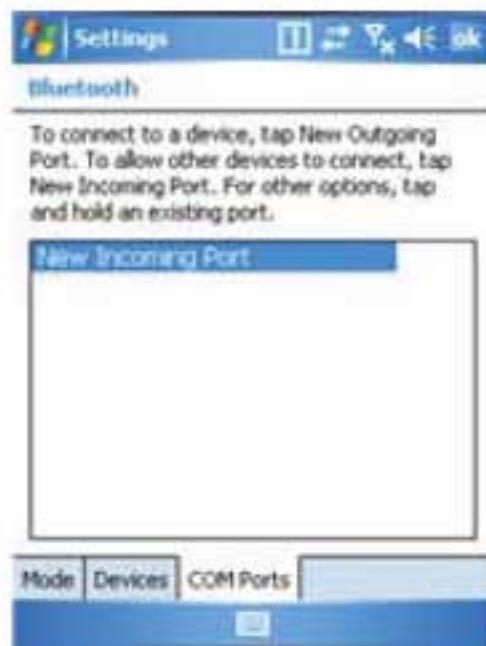 Settings
ok
Bluetooth
To connect to a device, tap New Outgoing
Port. To allow other devices to connect, tap
New Incoming Port. For other options, tap
and hold an existing port.
New Incoming Port
Mode Devices COM Ports